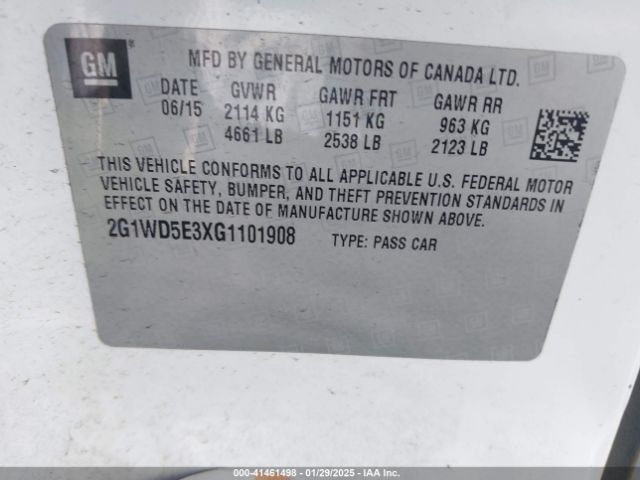 GM
MFD BY GENERAL MOTORS OF CANADA LTD.
DATE GVWR GAWR FRT GAWR RR
06/15 2114 KG 1151 KG 963 KG
4661 LB 2538 LB 2123 LB
THIS VEHICLE CONFORMS TO ALL APPLICABLE U.S. FEDERAL MOTOR
VEHICLE SAFETY, BUMPER, AND THEFT PREVENTION STANDARDS IN
EFFECT ON THE DATE OF MANUFACTURE SHOWN ABOVE.
2G1WD5E3XG1101908 TYPE: PASS CAR
000-41461498 - 01/29/2025 - IAA Inc.